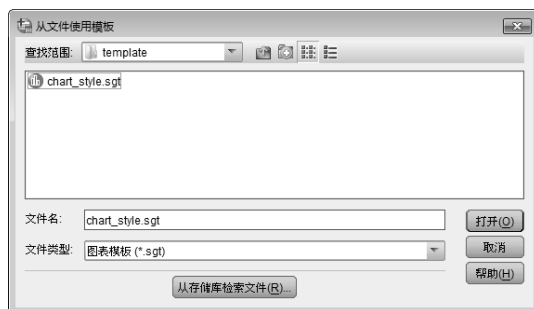 从文件使用模板
查找范围: template
chart_style.sgt
文件名: chart_style.sgt 打开(O)
文件类型: 图表模板 (*.sgt) 取消
帮助(H)
从存储库检索文件(R)...